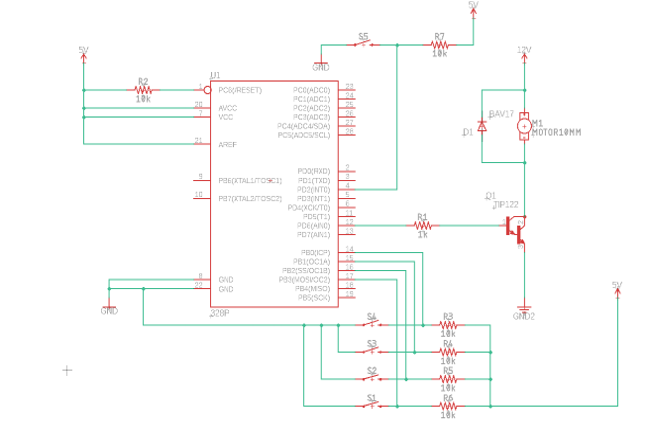 5V
S5
R7
10k
GND
5V
12V
R2
10k
U1
1
PC6(/RESET)
20
AVCC
7
VCC
21
AREF
9
PB6(XTAL1/TOSC1)
10
PB7(XTAL2/TOSC2)
8
GND
22
GND
GND
328P
PC0(ADC0)
23
PC1(ADC1)
24
PC2(ADC2)
25
PC3(ADC3)
26
PC4(ADC4/SDA)
27
PC5(ADC5/SCL)
28
PD0(RXD)
2
PD1(TXD)
3
PD2(INT0)
4
PD3(INT1)
5
PD4(XCK/T0)
6
PD5(T1)
11
PD6(AIN0)
12
PD7(AIN1)
13
PB0(ICP)
14
PB1(OC1A)
15
PB2(SS/OC1B)
16
PB3(MOSI/OC2)
17
PB4(MISO)
18
PB5(SCK)
19
BAV17
D1
M1
MOTOR10MM
Q1
TIP122
R1
1k
GND2
5V
S4
R3
10k
S3
R4
10k
S2
R5
10k
S1
R6
10k